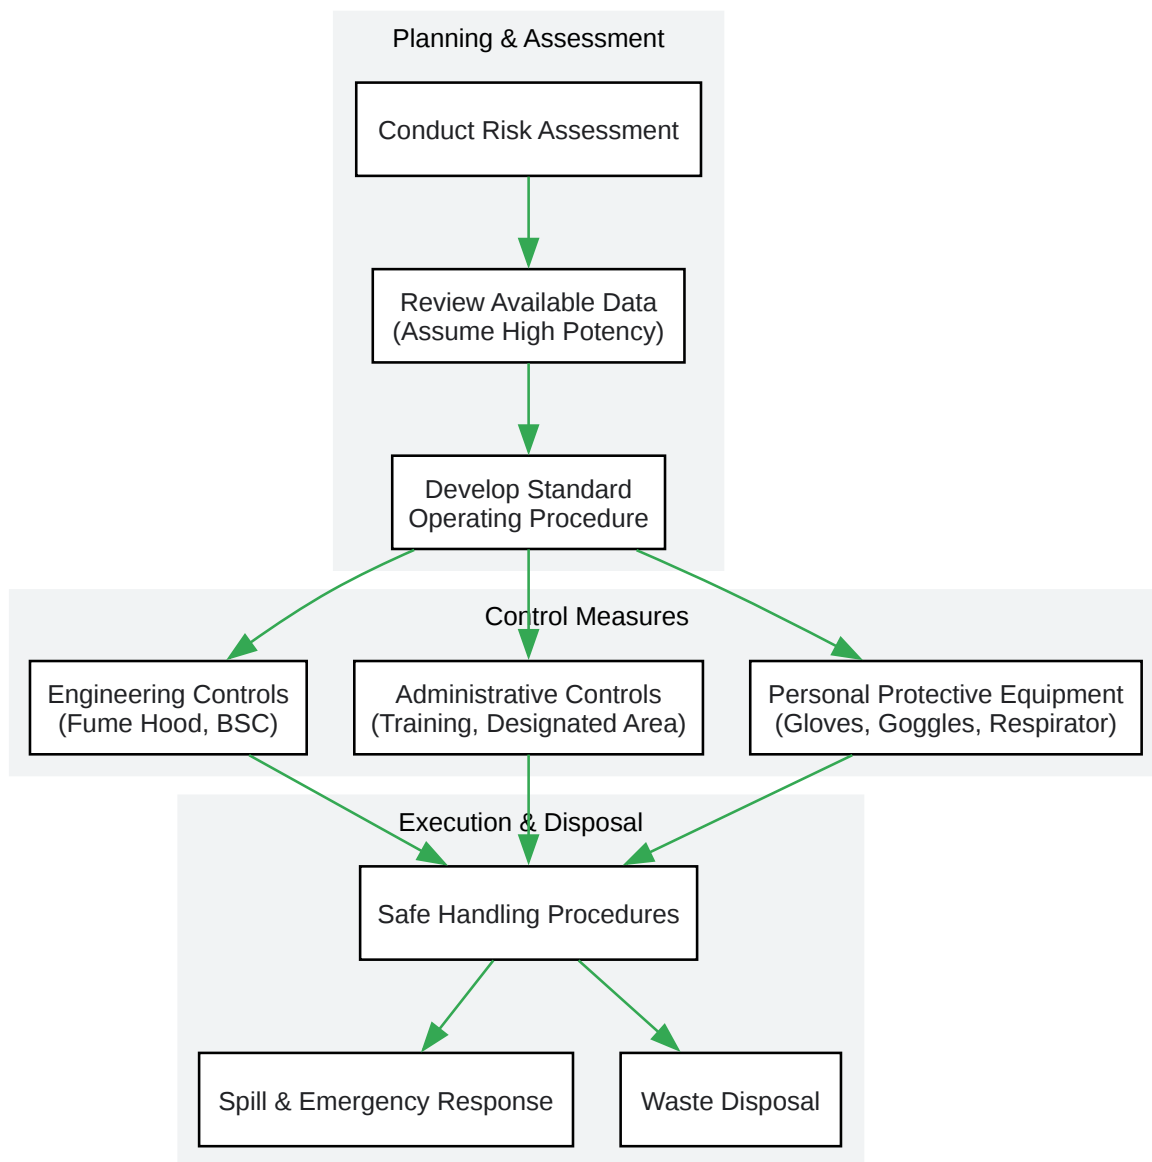 Planning & Assessment
Conduct Risk Assessment
Review Available Data
(Assume High Potency)
Develop Standard
Operating Procedure
Control Measures
Engineering Controls
(Fume Hood, BSC)
Administrative Controls
(Training, Designated Area)
Personal Protective Equipment
(Gloves, Goggles, Respirator)
Execution & Disposal
Safe Handling Procedures
Spill & Emergency Response
Waste Disposal